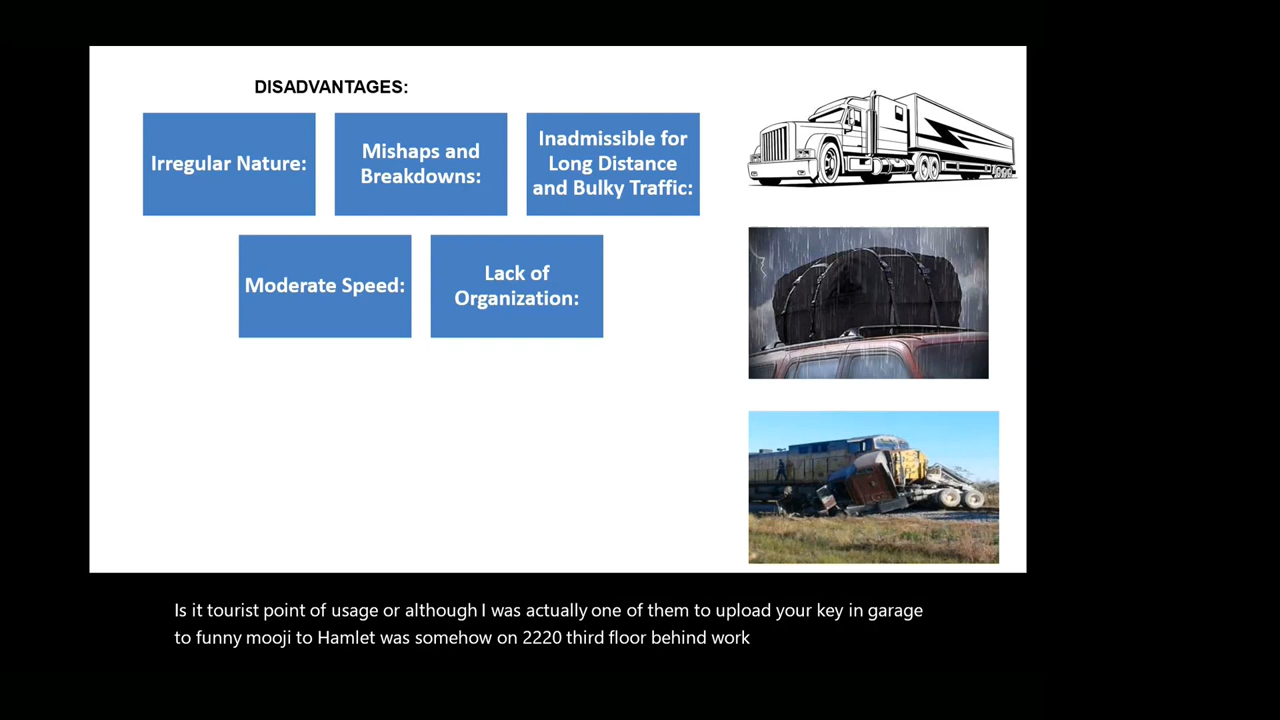 DISADVANTAGES:
Irregular Nature:
Mishaps and
Breakdowns:
Inadmissible for
Long Distance
and Bulky Traffic:
Moderate Speed:
Lack of
Organization:
Is it tourist point of usage or although I was actually one of them to upload your key in garage
to funny mooji to Hamlet was somehow on 2220 third floor behind work